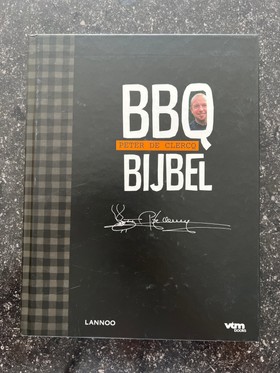 BBQ
PETER DE CLERCQ
BIJBEL
LANNOO
vtm
BOOKS